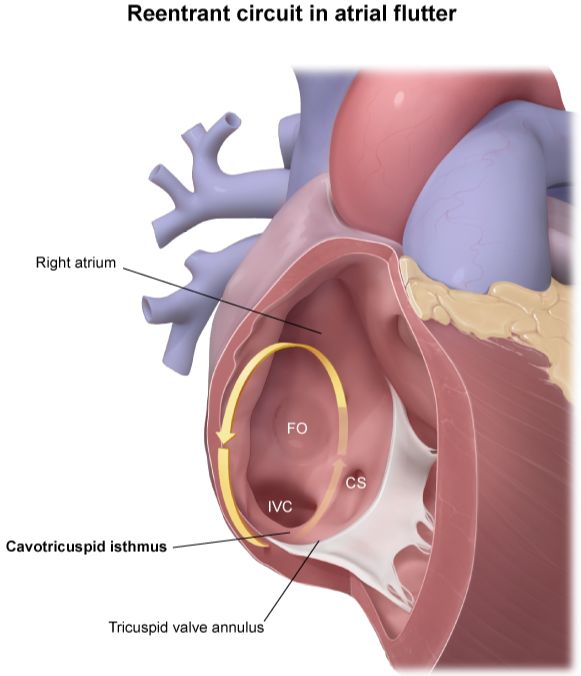 Reentrant circuit in atrial flutter
Right atrium
FO
CS
IVC
Cavotricuspid isthmus
Tricuspid valve annulus